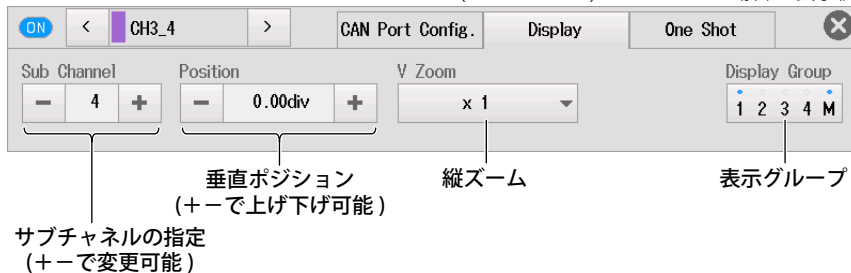 ON < CH3_4 > CAN Port Config. Display One Shot
Sub Channel Position V Zoom Display Group
− 4 + − 0.00div + x 1 1 2 3 4 M
垂直ポジション 縦ズーム 表示グループ
(+−で上げ下げ可能)
サブチャネルの指定
(+−で変更可能)